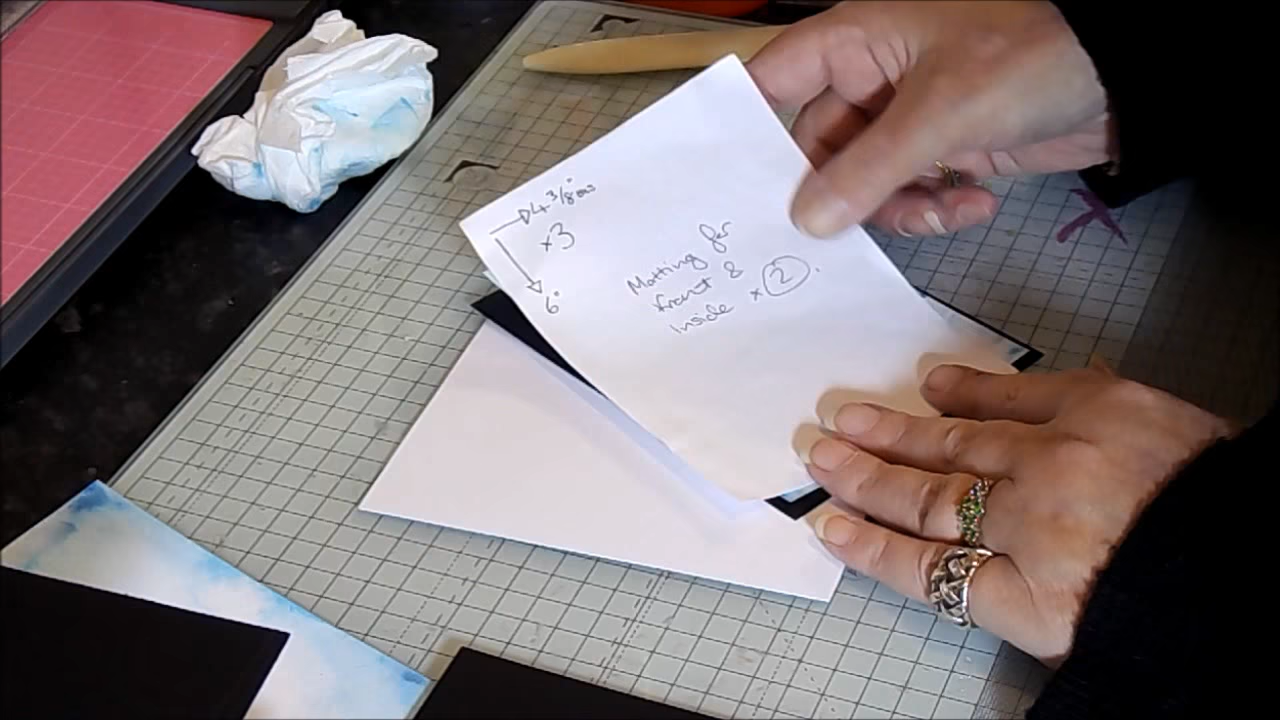 4 3/8"
x3
6"
Matting for
front &
Inside x 2.